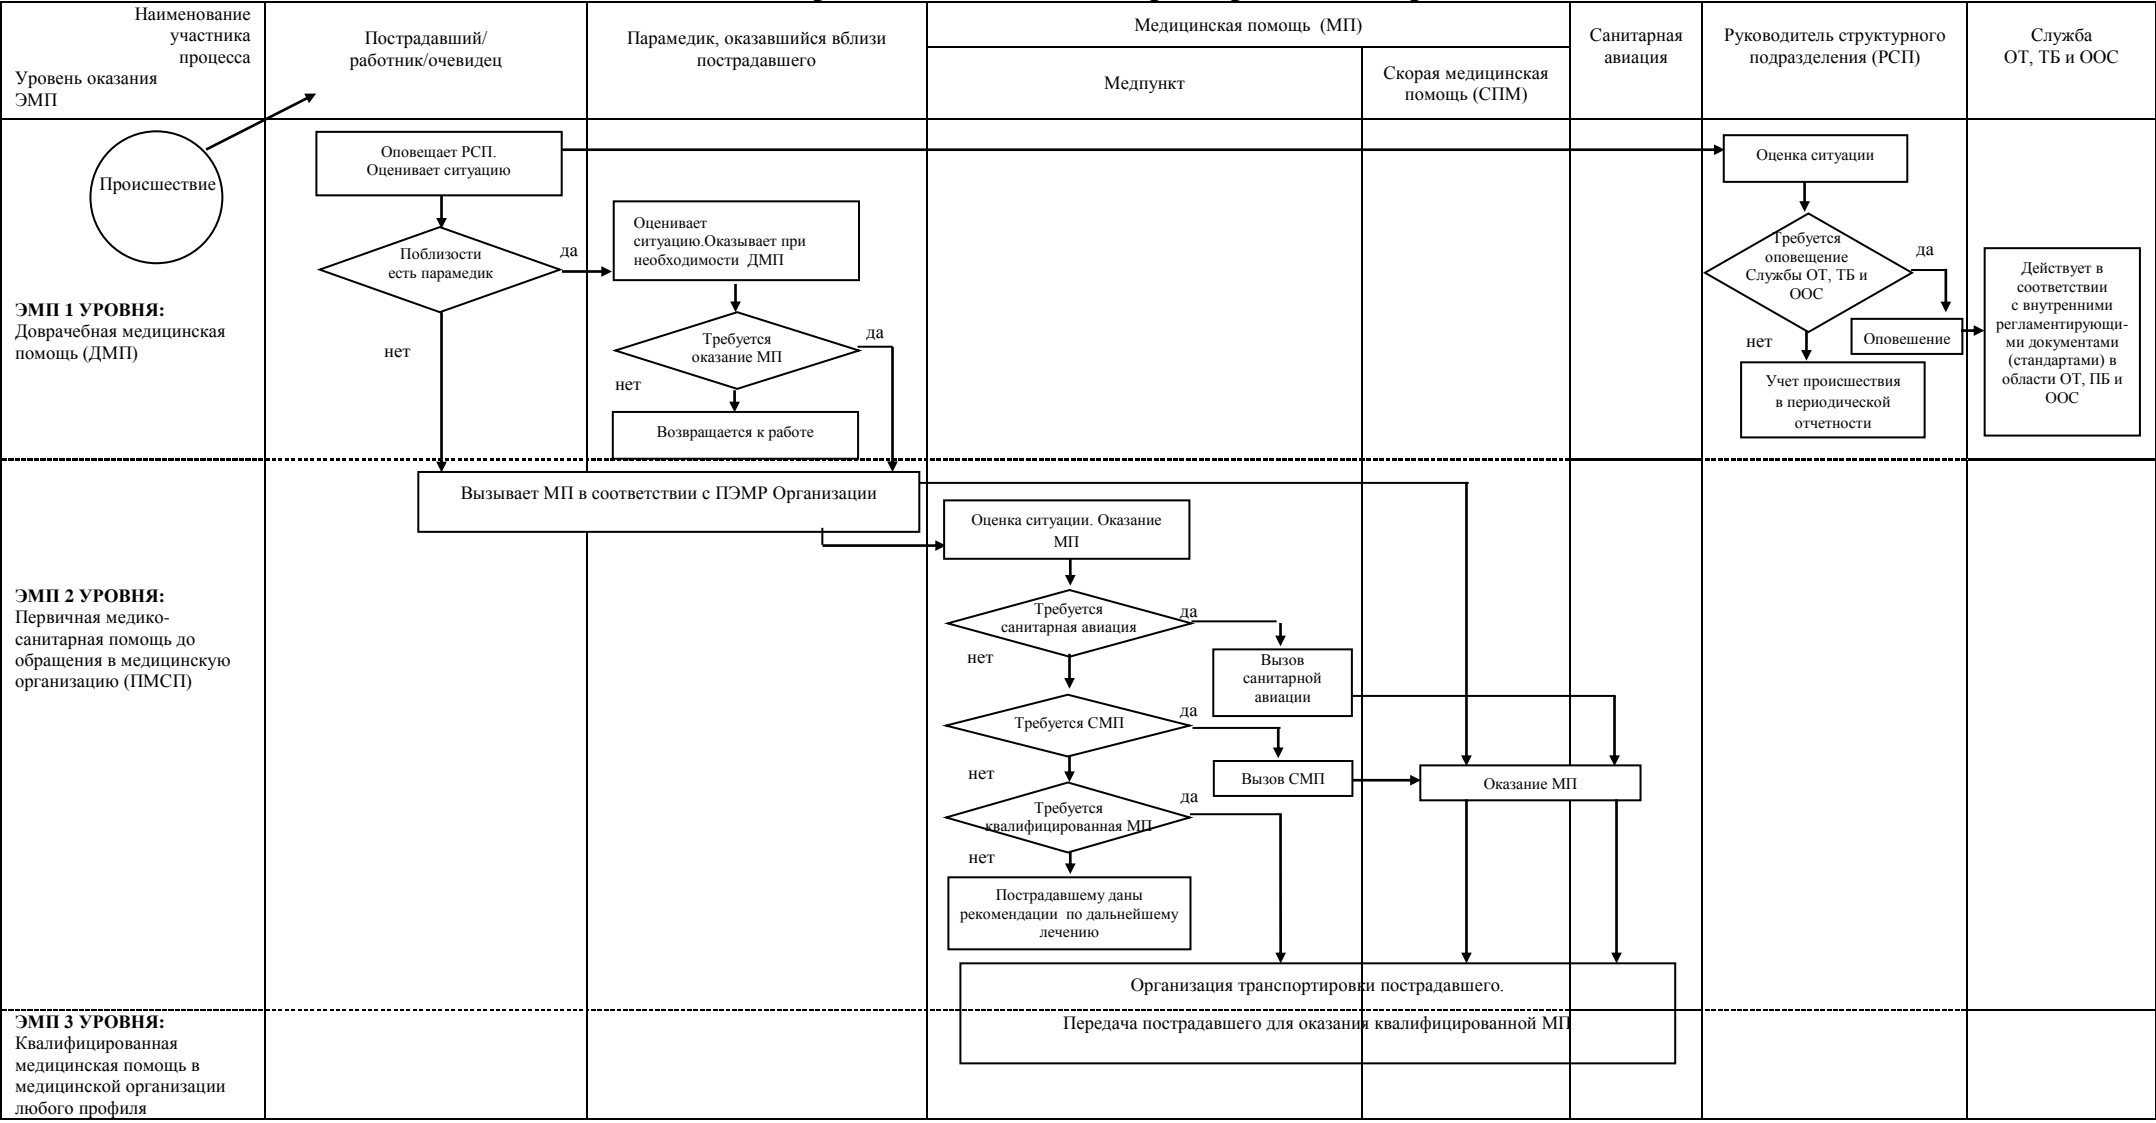 Наименование
участника
процесса
Уровень оказания
ЭМП
Пострадавший/
работник/очевидец
Парамедик, оказавшийся вблизи
пострадавшего
Медицинская помощь (МП)
Медпункт
Скорая медицинская
помощь (СПМ)
Санитарная
авиация
Руководитель структурного
подразделения (РСП)
Служба
ОТ, ТБ и ООС
Происшествие
ЭМП 1 УРОВНЯ:
Доврачебная медицинская
помощь (ДМП)
Оповещает РСП.
Оценивает ситуацию
Поблизости
есть парамедик
да
нет
Оценивает
ситуацию.Оказывает при
необходимости ДМП
Требуется
оказание МП
да
нет
Возвращается к работе
Оценка ситуации
Требуется
оповещение
Службы ОТ, ТБ и
ООС
да
нет
Оповешение
Учет происшествия
в периодической
отчетности
Действует в
соответствии
с внутренними
регламентирующи-
ми документами
(стандартами) в
области ОТ, ПБ и
ООС
ЭМП 2 УРОВНЯ:
Первичная медико-
санитарная помощь до
обращения в медицинскую
организацию (ПМСП)
Вызывает МП в соответствии с ПЭМР Организации
Оценка ситуации. Оказание
МП
Требуется
санитарная авиация
да
нет
Вызов
санитарной
авиации
Требуется СМП
да
нет
Вызов СМП
Оказание МП
Требуется
квалифицированная МП
да
нет
Пострадавшему даны
рекомендации по дальнейшему
лечению
Организация транспортировки пострадавшего.
Передача пострадавшего для оказания квалифицированной МП
ЭМП 3 УРОВНЯ:
Квалифицированная
медицинская помощь в
медицинской организации
любого профиля